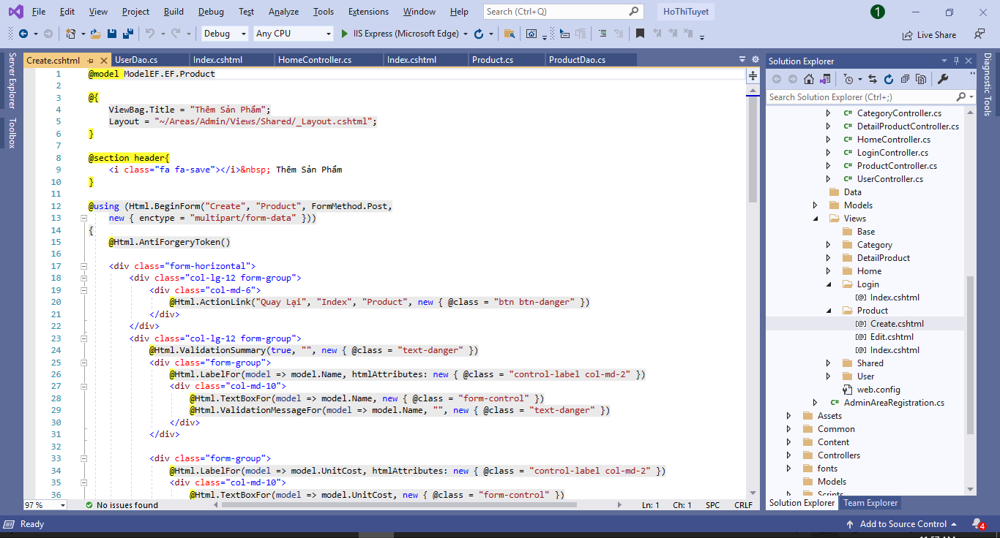 File Edit View Project Build Debug Test Analyze Tools Extensions Window Help Search (Ctrl+Q) HoThiTuyet 1
Debug Any CPU IIS Express (Microsoft Edge) Live Share
Server Explorer
Toolbox
Create.cshtml UserDao.cs Index.cshtml HomeController.cs Index.cshtml Product.cs ProductDao.cs
1 @model ModelEF.EF.Product
2
3 @{
4 ViewBag.Title = "Thêm Sản Phẩm";
5 Layout = "~/Areas/Admin/Views/Shared/_Layout.cshtml";
6 }
7
8 @section header{
9 <i class="fa fa-save"></i>&nbsp; Thêm Sản Phẩm
10 }
11
12 @using (Html.BeginForm("Create", "Product", FormMethod.Post,
13 new { enctype = "multipart/form-data" }))
14 {
15 @Html.AntiForgeryToken()
16
17 <div class="form-horizontal">
18 <div class="col-lg-12 form-group">
19 <div class="col-md-6">
20 @Html.ActionLink("Quay Lại", "Index", "Product", new { @class = "btn btn-danger" })
21 </div>
22 </div>
23 <div class="col-lg-12 form-group">
24 @Html.ValidationSummary(true, "", new { @class = "text-danger" })
25 <div class="form-group">
26 @Html.LabelFor(model => model.Name, htmlAttributes: new { @class = "control-label col-md-2" })
27 <div class="col-md-10">
28 @Html.TextBoxFor(model => model.Name, new { @class = "form-control" })
29 @Html.ValidationMessageFor(model => model.Name, "", new { @class = "text-danger" })
30 </div>
31 </div>
32
33 <div class="form-group">
34 @Html.LabelFor(model => model.UnitCost, htmlAttributes: new { @class = "control-label col-md-2" })
35 <div class="col-md-10">
36 @Html.TextBoxFor(model => model.UnitCost, new { @class = "form-control" })
97 % No issues found Ln: 1 Ch: 1 SPC CRLF
Solution Explorer
Search Solution Explorer (Ctrl+;)
C# CategoryController.cs
C# DetailProductController.cs
C# HomeController.cs
C# LoginController.cs
C# ProductController.cs
C# UserController.cs
Data
Models
Views
Base
Category
DetailProduct
Home
Login
[@] Index.cshtml
Product
[@] Create.cshtml
[@] Edit.cshtml
[@] Index.cshtml
Shared
User
web.config
C# AdminAreaRegistration.cs
Assets
Common
Content
Controllers
fonts
Models
Scripts
Solution Explorer Team Explorer
Diagnostic Tools
Ready Add to Source Control 4
11:57 AM